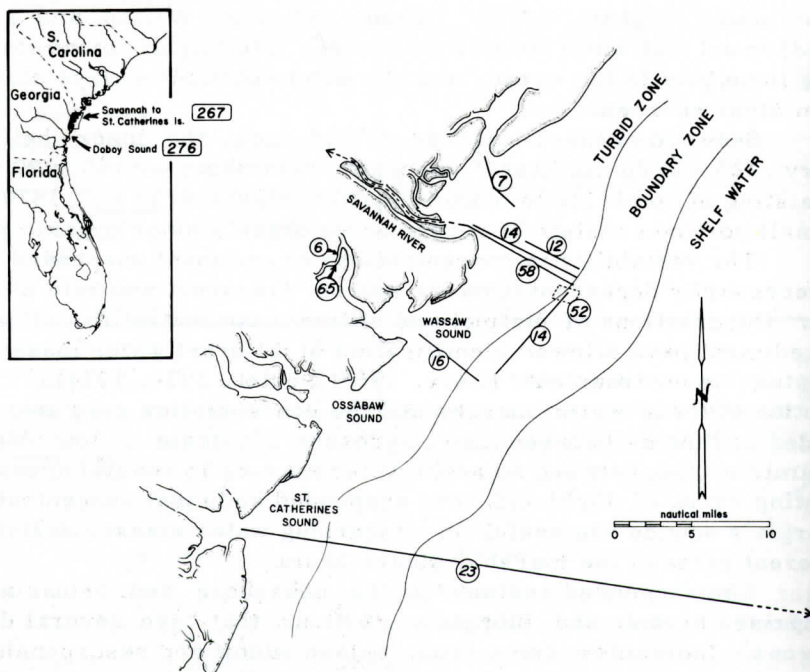 S.
Carolina
Georgia
Savannah to
St. Catherines Is.
267
Doboy Sound
276
Florida
TURBID ZONE
BOUNDARY ZONE
SHELF WATER
7
SAVANNAH RIVER
14
12
58
6
65
52
WASSAW
SOUND
14
16
OSSABAW
SOUND
N
ST.
CATHERINES
SOUND
nautical miles
0
5
10
23